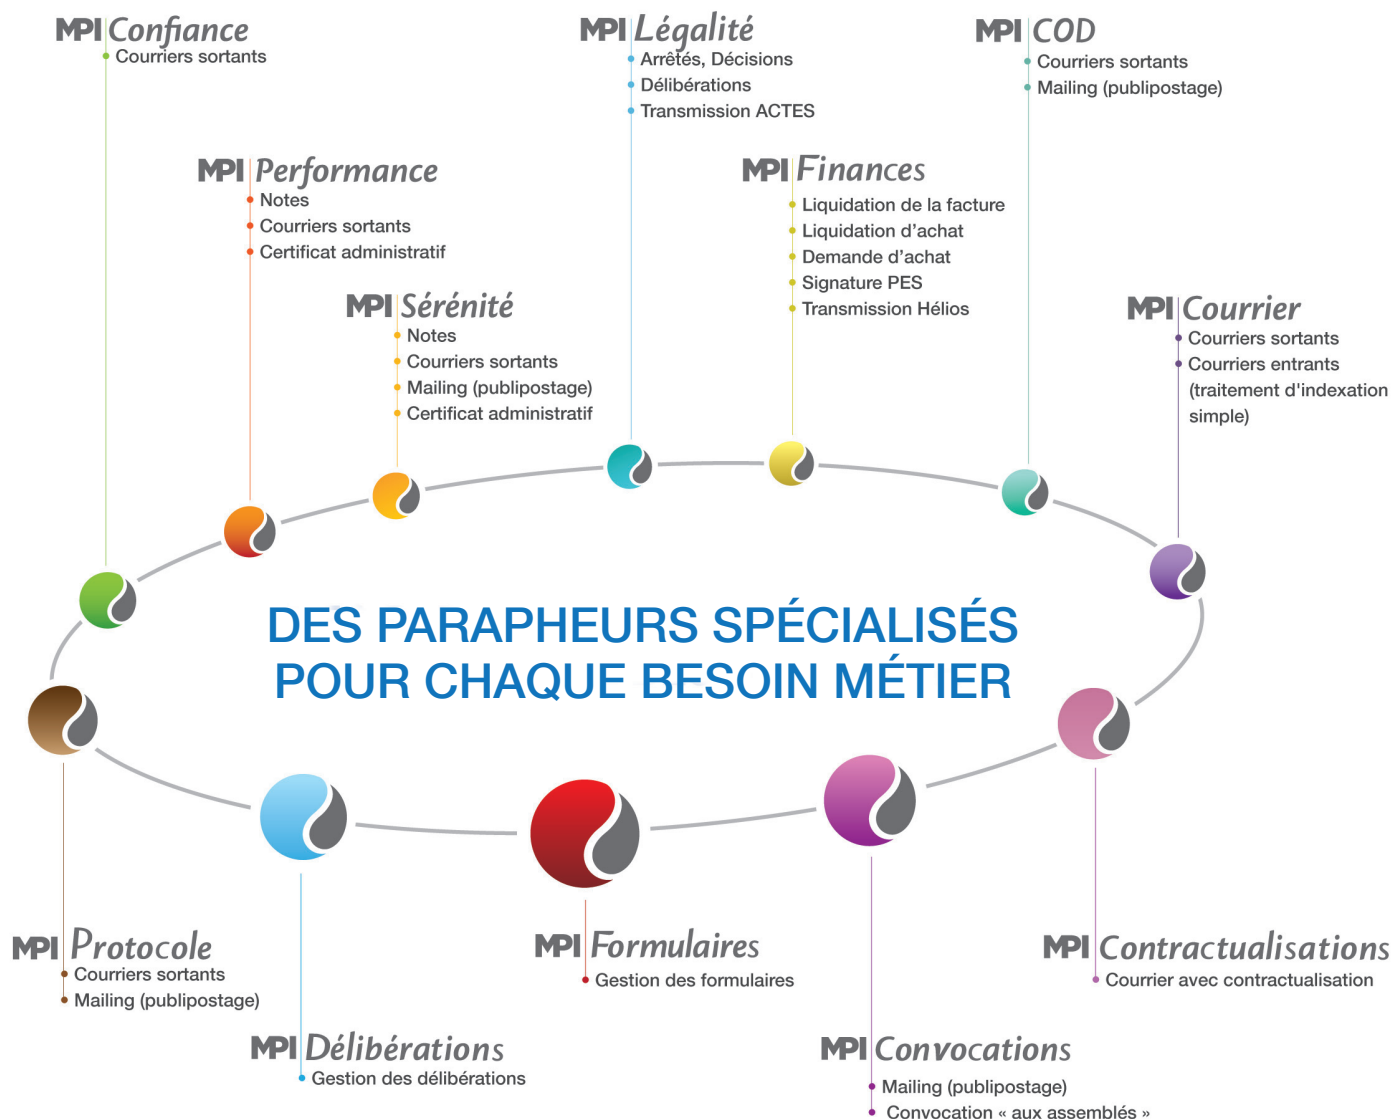 MPI Confiance
Courriers sortants
MPI Légalité
Arrêtés, Décisions
Délibérations
Transmission ACTES
MPI COD
Courriers sortants
Mailing (publipostage)
MPI Performance
Notes
Courriers sortants
Certificat administratif
MPI Finances
Liquidation de la facture
Liquidation d'achat
Demande d'achat
Signature PES
Transmission Hélios
MPI Sérénité
Notes
Courriers sortants
Mailing (publipostage)
Certificat administratif
MPI Courrier
Courriers sortants
Courriers entrants
(traitement d'indexation
simple)
DES PARAPHEURS SPÉCIALISÉS
POUR CHAQUE BESOIN MÉTIER
MPI Protocole
Courriers sortants
Mailing (publipostage)
MPI Formulaires
Gestion des formulaires
MPI Contractualisations
Courrier avec contractualisation
MPI Délibérations
Gestion des délibérations
MPI Convocations
Mailing (publipostage)
Convocation « aux assemblés »